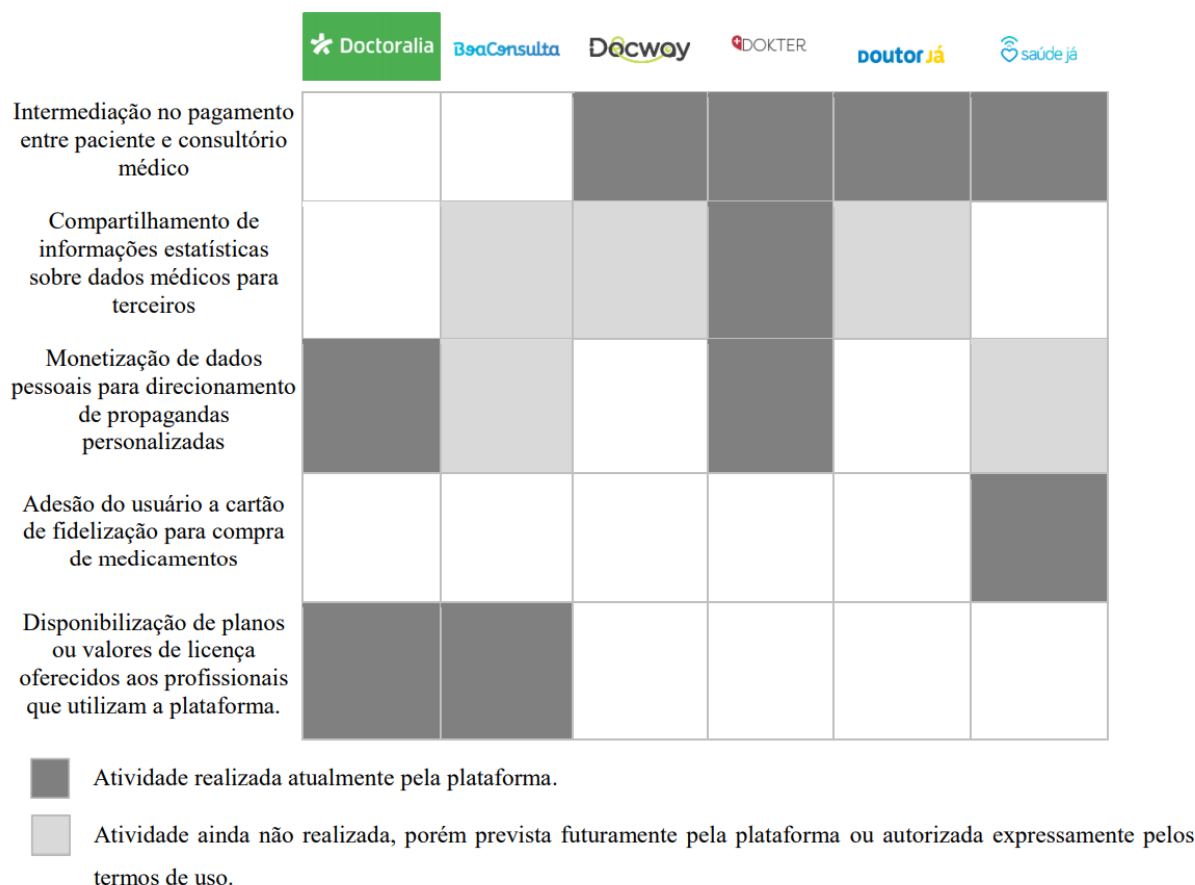 Doctoralia BoaConsulta Docway DOKTER Doutor Já saúde já
Intermediação no pagamento
entre paciente e consultório
médico
Compartilhamento de
informações estatísticas
sobre dados médicos para
terceiros
Monetização de dados
pessoais para direcionamento
de propagandas
personalizadas
Adesão do usuário a cartão
de fidelização para compra
de medicamentos
Disponibilização de planos
ou valores de licença
oferecidos aos profissionais
que utilizam a plataforma.
Atividade realizada atualmente pela plataforma.
Atividade ainda não realizada, porém prevista futuramente pela plataforma ou autorizada expressamente pelos
termos de uso.